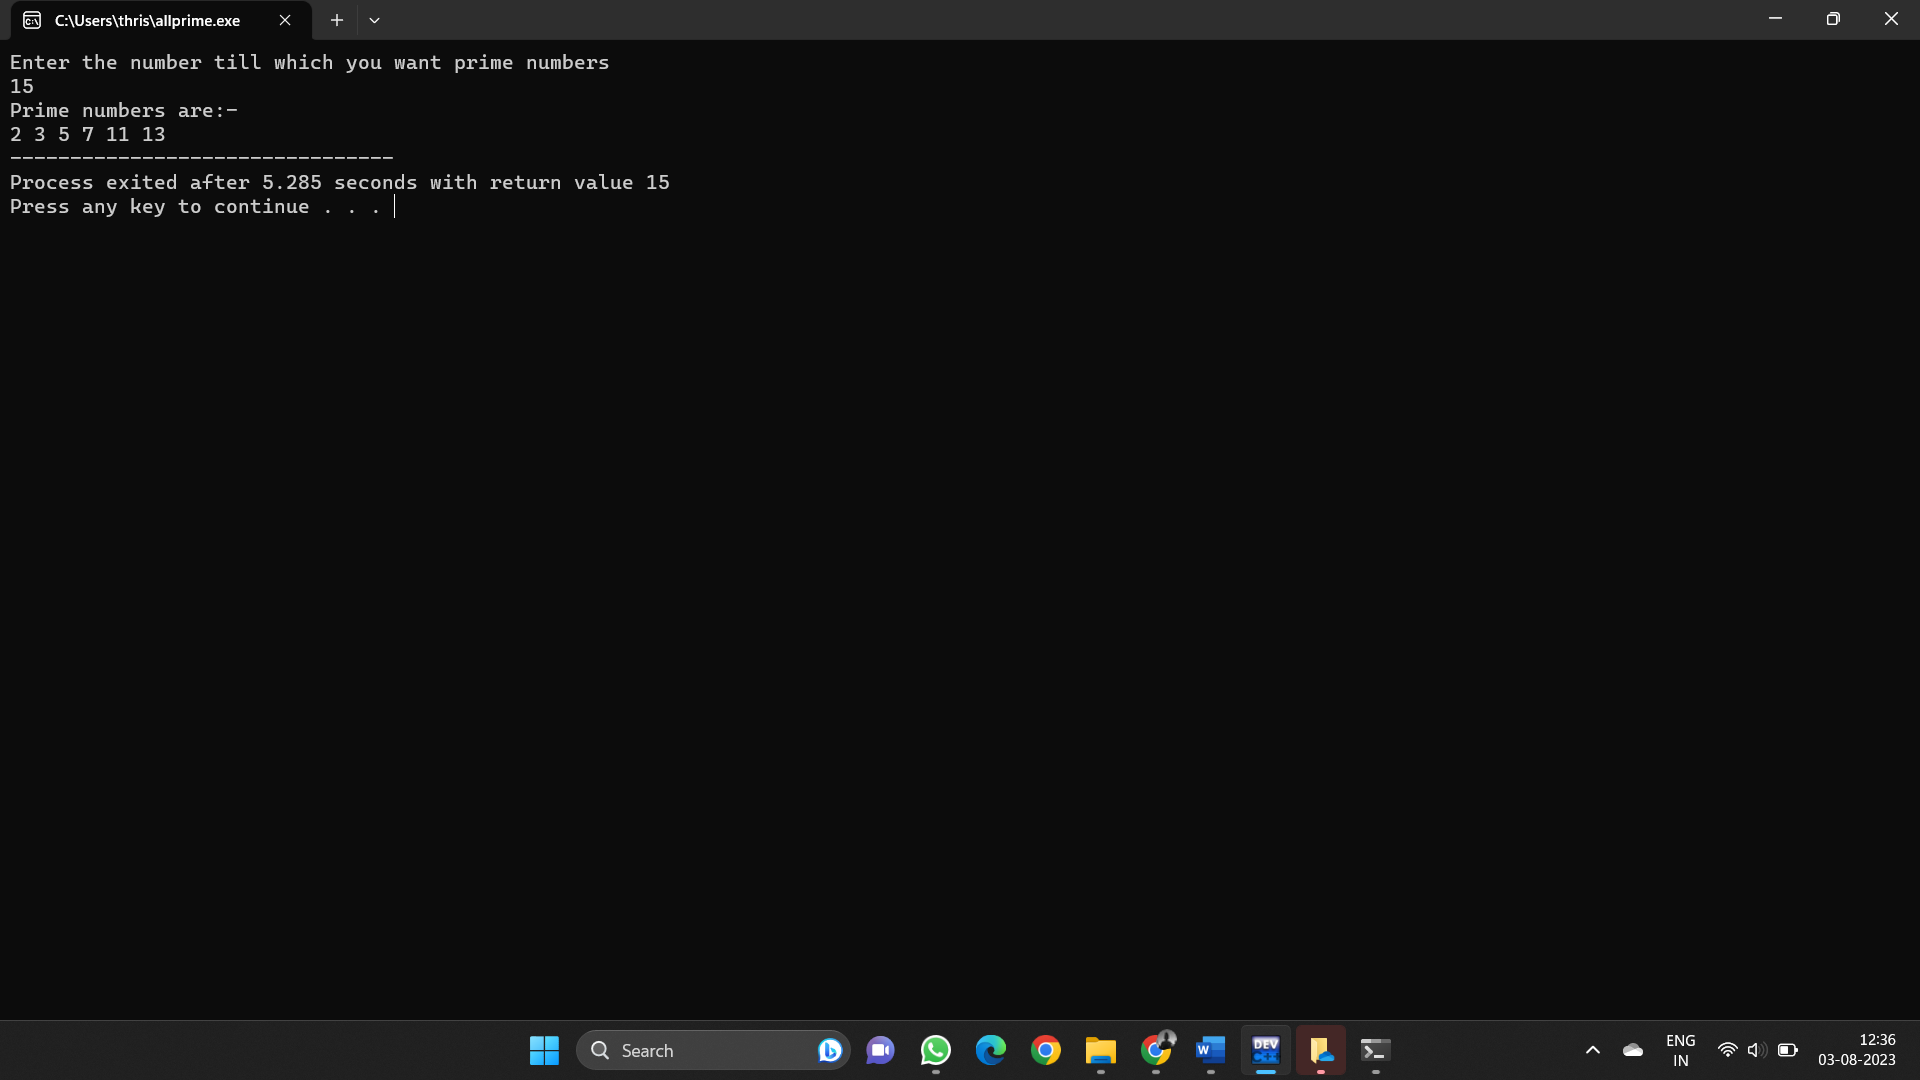 C:\Users\thris\allprime.exe
Enter the number till which you want prime numbers
15
Prime numbers are:-
2 3 5 7 11 13
--------------------------------
Process exited after 5.285 seconds with return value 15
Press any key to continue . . .
Search
W
DEV
C++
ENG
IN
12:36
03-08-2023